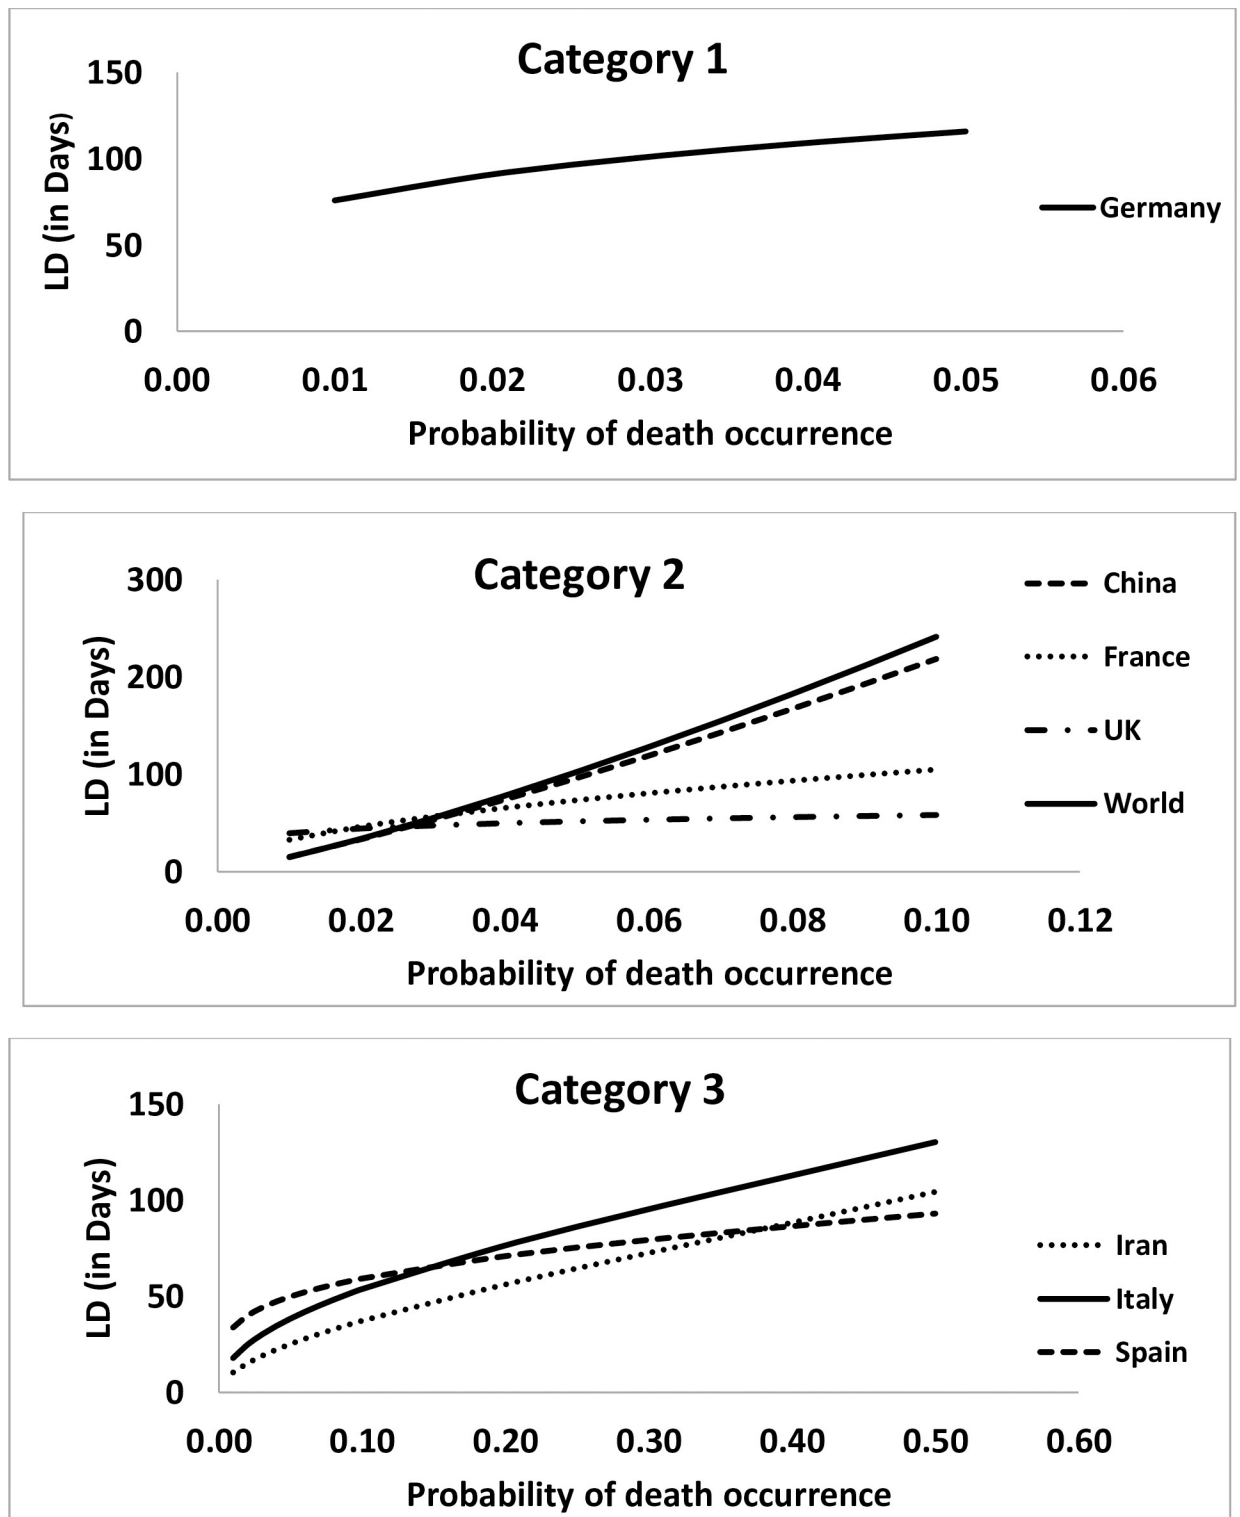 Category 1
150
100
50
0
LD (in Days)
Germany
0.00 0.01 0.02 0.03 0.04 0.05 0.06
Probability of death occurrence
Category 2
300
200
100
0
LD (in Days)
China
France
UK
World
0.00 0.02 0.04 0.06 0.08 0.10 0.12
Probability of death occurrence
Category 3
150
100
50
0
LD (in Days)
Iran
Italy
Spain
0.00 0.10 0.20 0.30 0.40 0.50 0.60
Probability of death occurrence